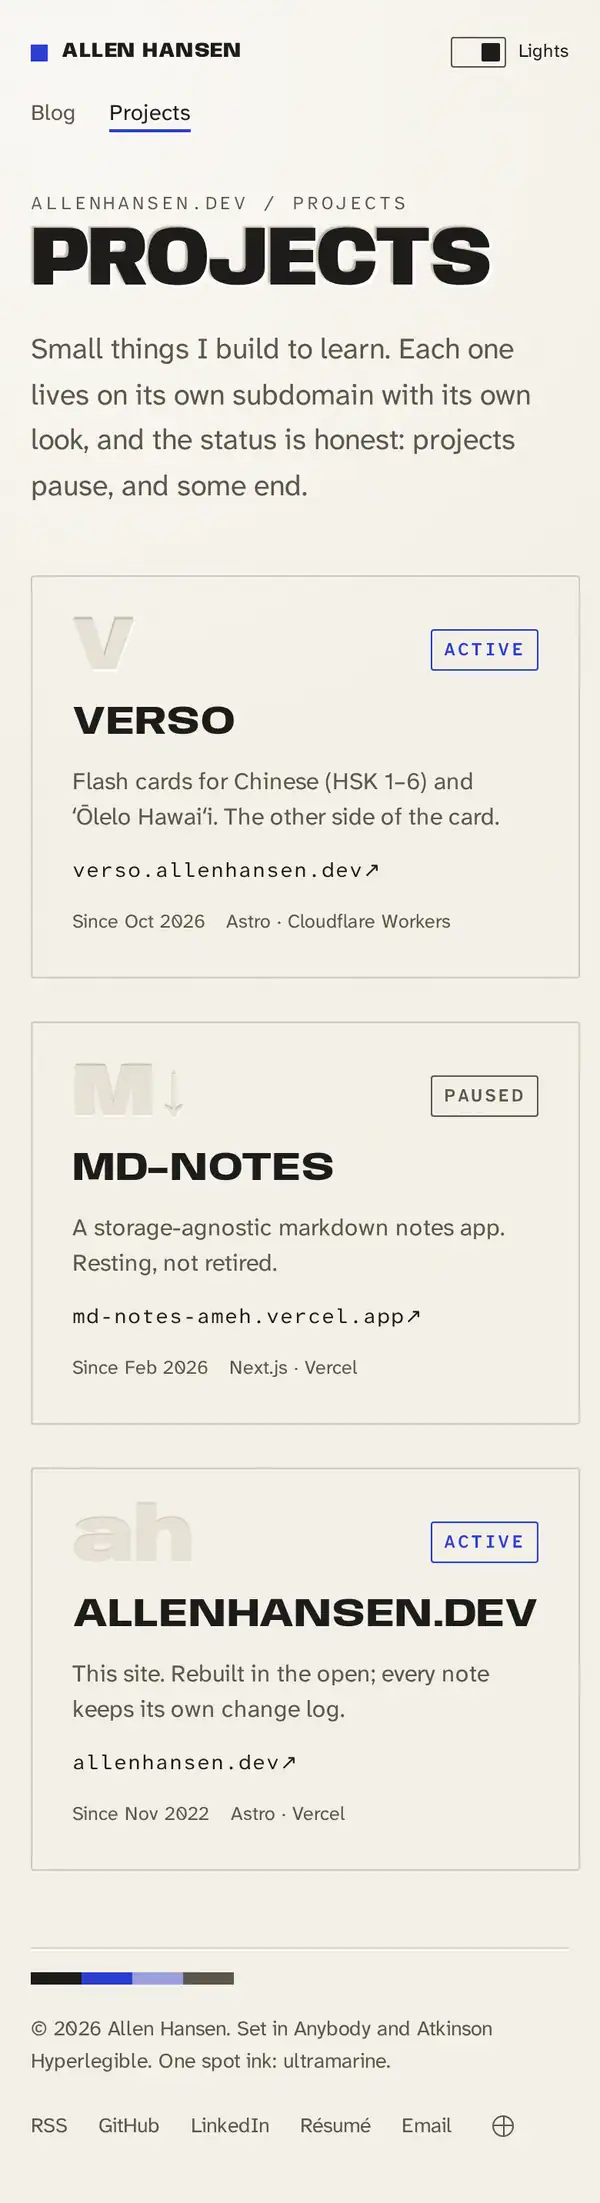 ALLEN HANSEN
Lights
Blog Projects
ALLENHANSEN.DEV / PROJECTS
PROJECTS
Small things I build to learn. Each one
lives on its own subdomain with its own
look, and the status is honest: projects
pause, and some end.
V
ACTIVE
VERSO
Flash cards for Chinese (HSK 1–6) and
ʻŌlelo Hawaiʻi. The other side of the card.
verso.allenhansen.dev↗
Since Oct 2026 Astro · Cloudflare Workers
M↓
PAUSED
MD–NOTES
A storage-agnostic markdown notes app.
Resting, not retired.
md-notes-ameh.vercel.app↗
Since Feb 2026 Next.js · Vercel
ah
ACTIVE
ALLENHANSEN.DEV
This site. Rebuilt in the open; every note
keeps its own change log.
allenhansen.dev↗
Since Nov 2022 Astro · Vercel
© 2026 Allen Hansen. Set in Anybody and Atkinson
Hyperlegible. One spot ink: ultramarine.
RSS GitHub LinkedIn Résumé Email